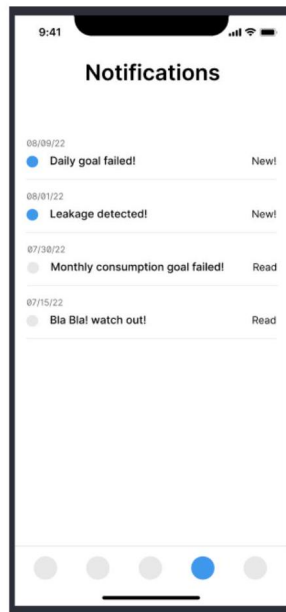 9:41
Notifications
08/09/22
Daily goal failed! New!
08/01/22
Leakage detected! New!
07/30/22
Monthly consumption goal failed! Read
07/15/22
Bla Bla! watch out! Read